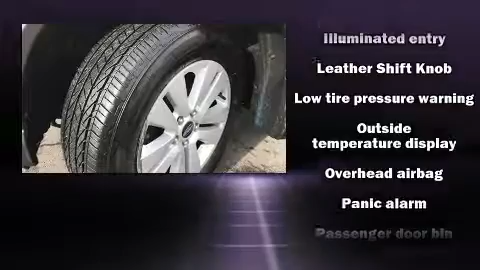 Illuminated entry
Leather Shift Knob
Low tire pressure warning
Outside
temperature display
Overhead airbag
Panic alarm
Passenger door bin